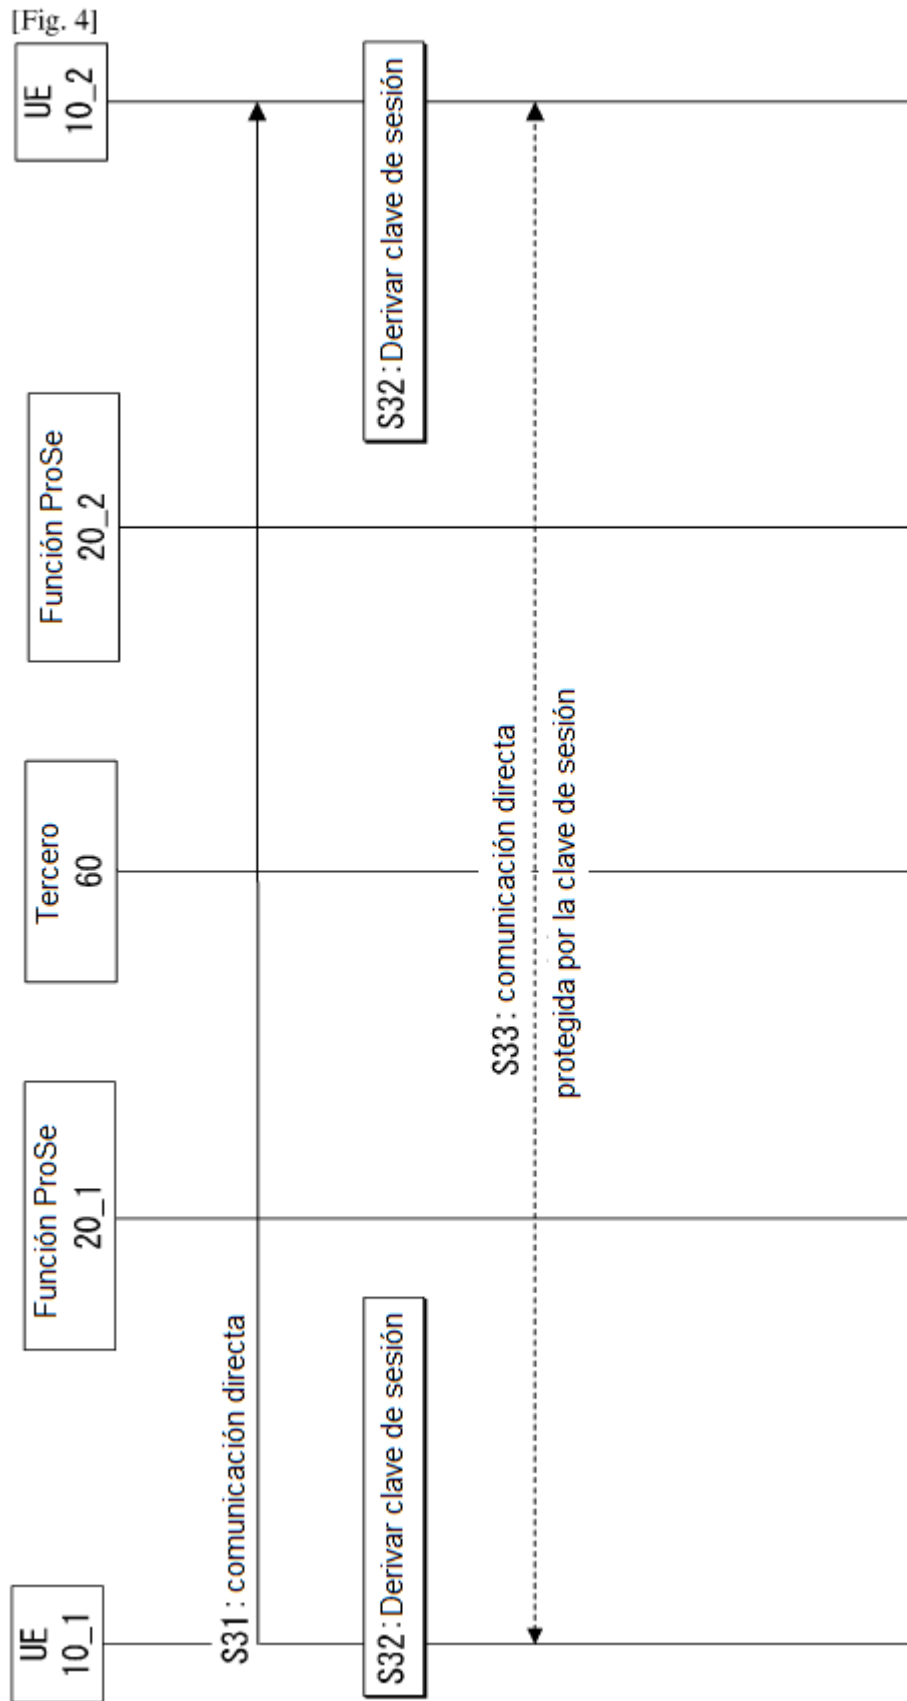 [Fig. 4]
UE
10_1
Función ProSe
20_1
Tercero
60
Función ProSe
20_2
UE
10_2
S31: comunicación directa
S32: Derivar clave de sesión
S32: Derivar clave de sesión
S33: comunicación directa
protegida por la clave de sesión